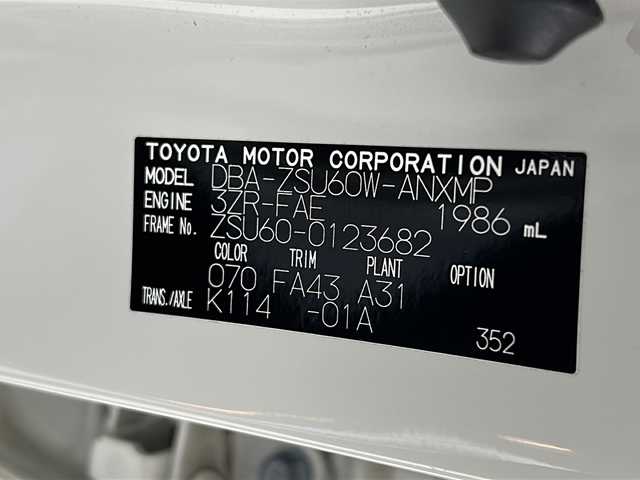 TOYOTA MOTOR CORPORATION JAPAN
MODEL DBA-ZSU60W-ANXMP
ENGINE 3ZR-FAE 1986 mL
FRAME No. ZSU60-0123682
COLOR TRIM PLANT OPTION
070 FA43 A31
TRANS./AXLE K114 -01A
352